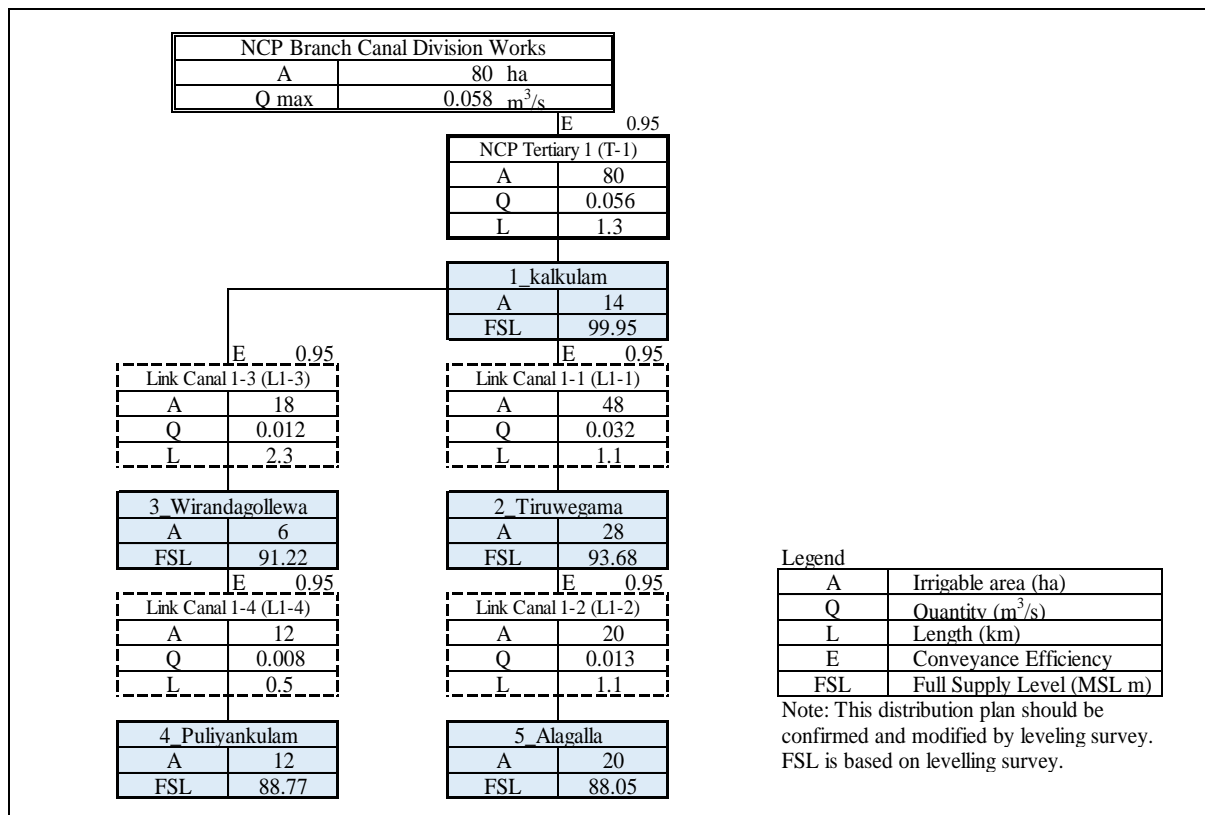 NCP Branch Canal Division Works
A 80 ha
Q max 0.058 m³/s
E 0.95
NCP Tertiary 1 (T-1)
A 80
Q 0.056
L 1.3
1_kalkulam
A 14
FSL 99.95
E 0.95 E 0.95
Link Canal 1-3 (L1-3) Link Canal 1-1 (L1-1)
A 18 A 48
Q 0.012 Q 0.032
L 2.3 L 1.1
3_Wirandagollewa 2_Tiruwegama
A 6 A 28
FSL 91.22 FSL 93.68
E 0.95 E 0.95
Link Canal 1-4 (L1-4) Link Canal 1-2 (L1-2)
A 12 A 20
Q 0.008 Q 0.013
L 0.5 L 1.1
4_Puliyankulam 5_Alagalla
A 12 A 20
FSL 88.77 FSL 88.05
Legend
A Irrigable area (ha)
Q Quantity (m³/s)
L Length (km)
E Conveyance Efficiency
FSL Full Supply Level (MSL m)
Note: This distribution plan should be
confirmed and modified by leveling survey.
FSL is based on levelling survey.